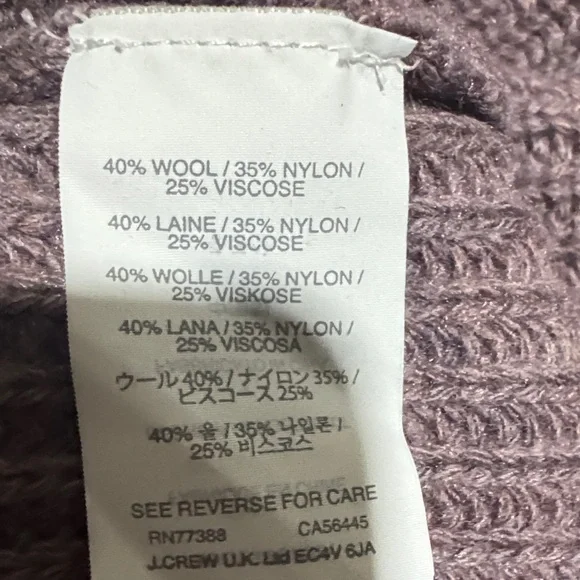 40% WOOL / 35% NYLON /
25% VISCOSE
40% LAINE / 35% NYLON /
25% VISCOSE
40% WOLLE / 35% NYLON /
25% VISKOSE
40% LANA / 35% NYLON /
25% VISCOSA
ウール 40% / ナイロン 35% /
ビスコース 25%
40% 울 / 35% 나일론 /
25% 비스코스
SEE REVERSE FOR CARE
RN77388 CA56445
J.CREW U.K. Ltd EC4V 6JA